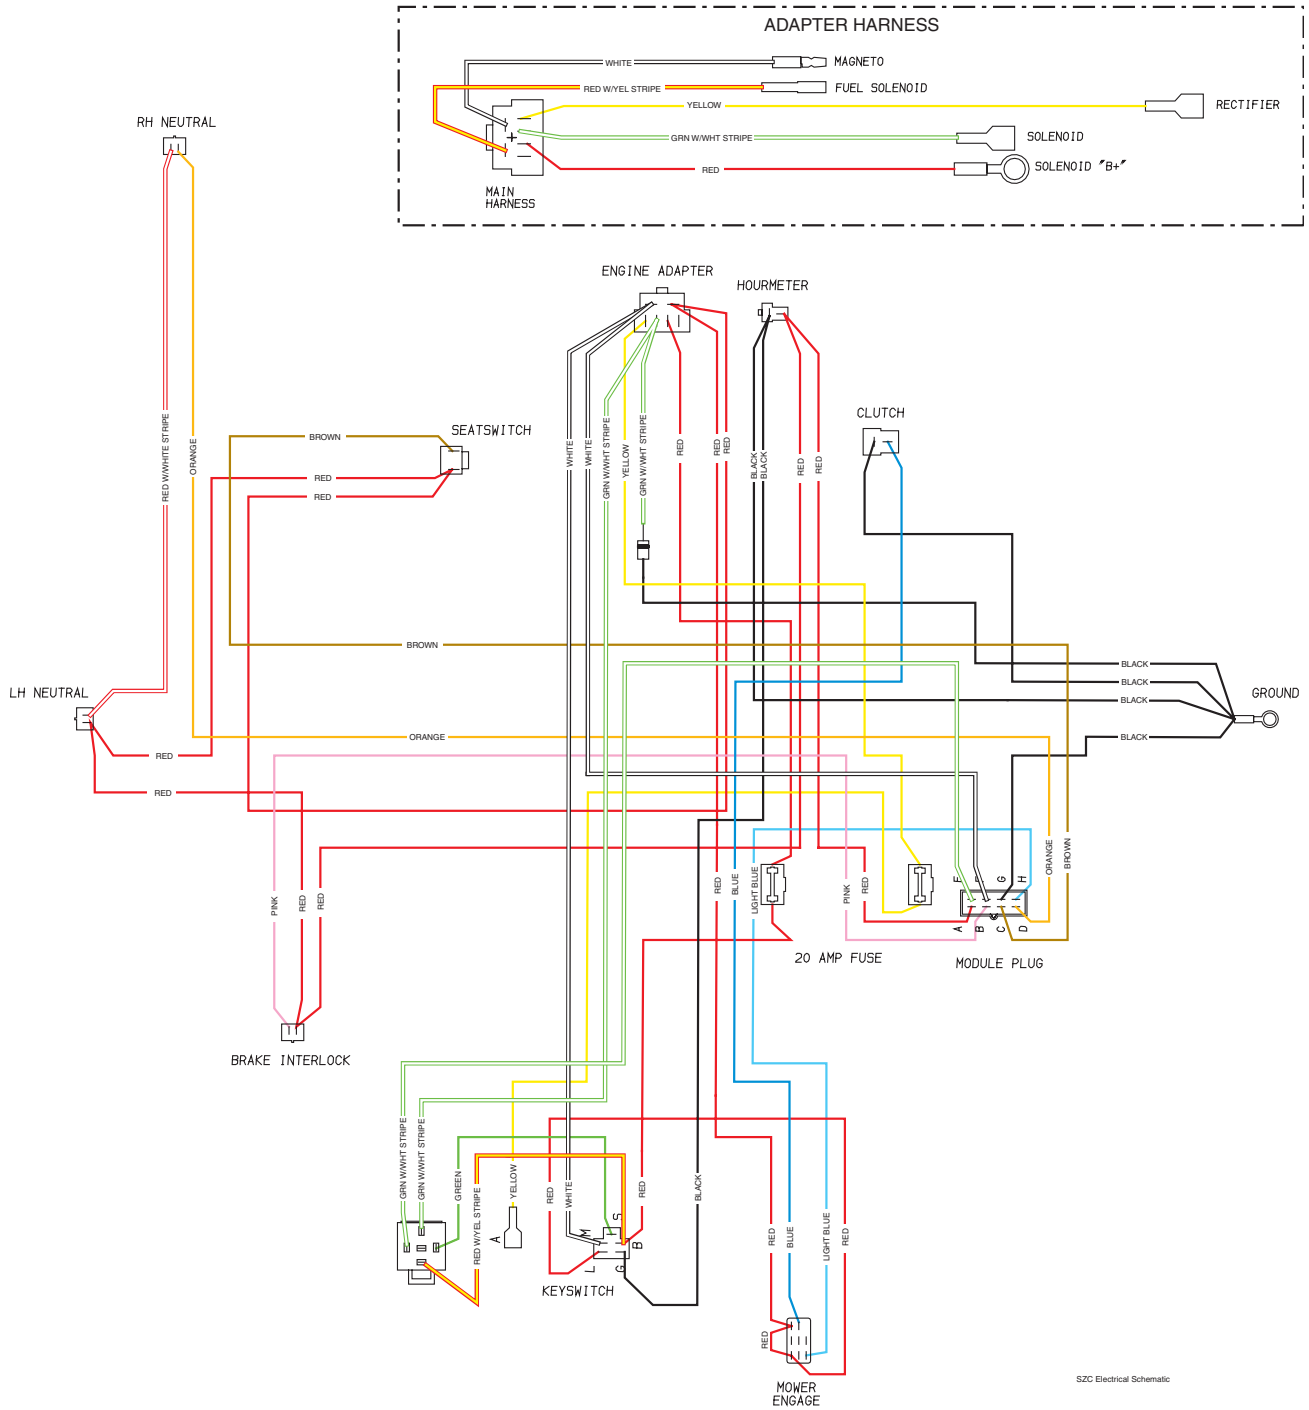 ADAPTER HARNESS
WHITE
MAGNETO
RED W/YEL STRIPE
FUEL SOLENOID
YELLOW
RECTIFIER
GRN W/WHT STRIPE
SOLENOID
RED
SOLENOID "B+"
+
MAIN
HARNESS
RH NEUTRAL
ENGINE ADAPTER
HOURMETER
CLUTCH
SEATSWITCH
BROWN
RED
RED
RED W/WHITE STRIPE
ORANGE
WHITE
WHITE
GRN W/WHT STRIPE
YELLOW
GRN W/WHT STRIPE
RED
RED
RED
BLACK
BLACK
RED
RED
BROWN
BLACK
BLACK
BLACK
BLACK
GROUND
LH NEUTRAL
RED
ORANGE
RED
PINK
RED
RED
RED
BLUE
LIGHT BLUE
PINK
RED
ORANGE
BROWN
F
E
G
H
A
B
C
D
20 AMP FUSE
MODULE PLUG
BRAKE INTERLOCK
GRN W/WHT STRIPE
GRN W/WHT STRIPE
GREEN
RED W/YEL STRIPE
YELLOW
A
RED
WHITE
RED
BLACK
M
S
B
L
G
KEYSWITCH
RED
BLUE
LIGHT BLUE
RED
RED
MOWER
ENGAGE
SZC Electrical Schematic